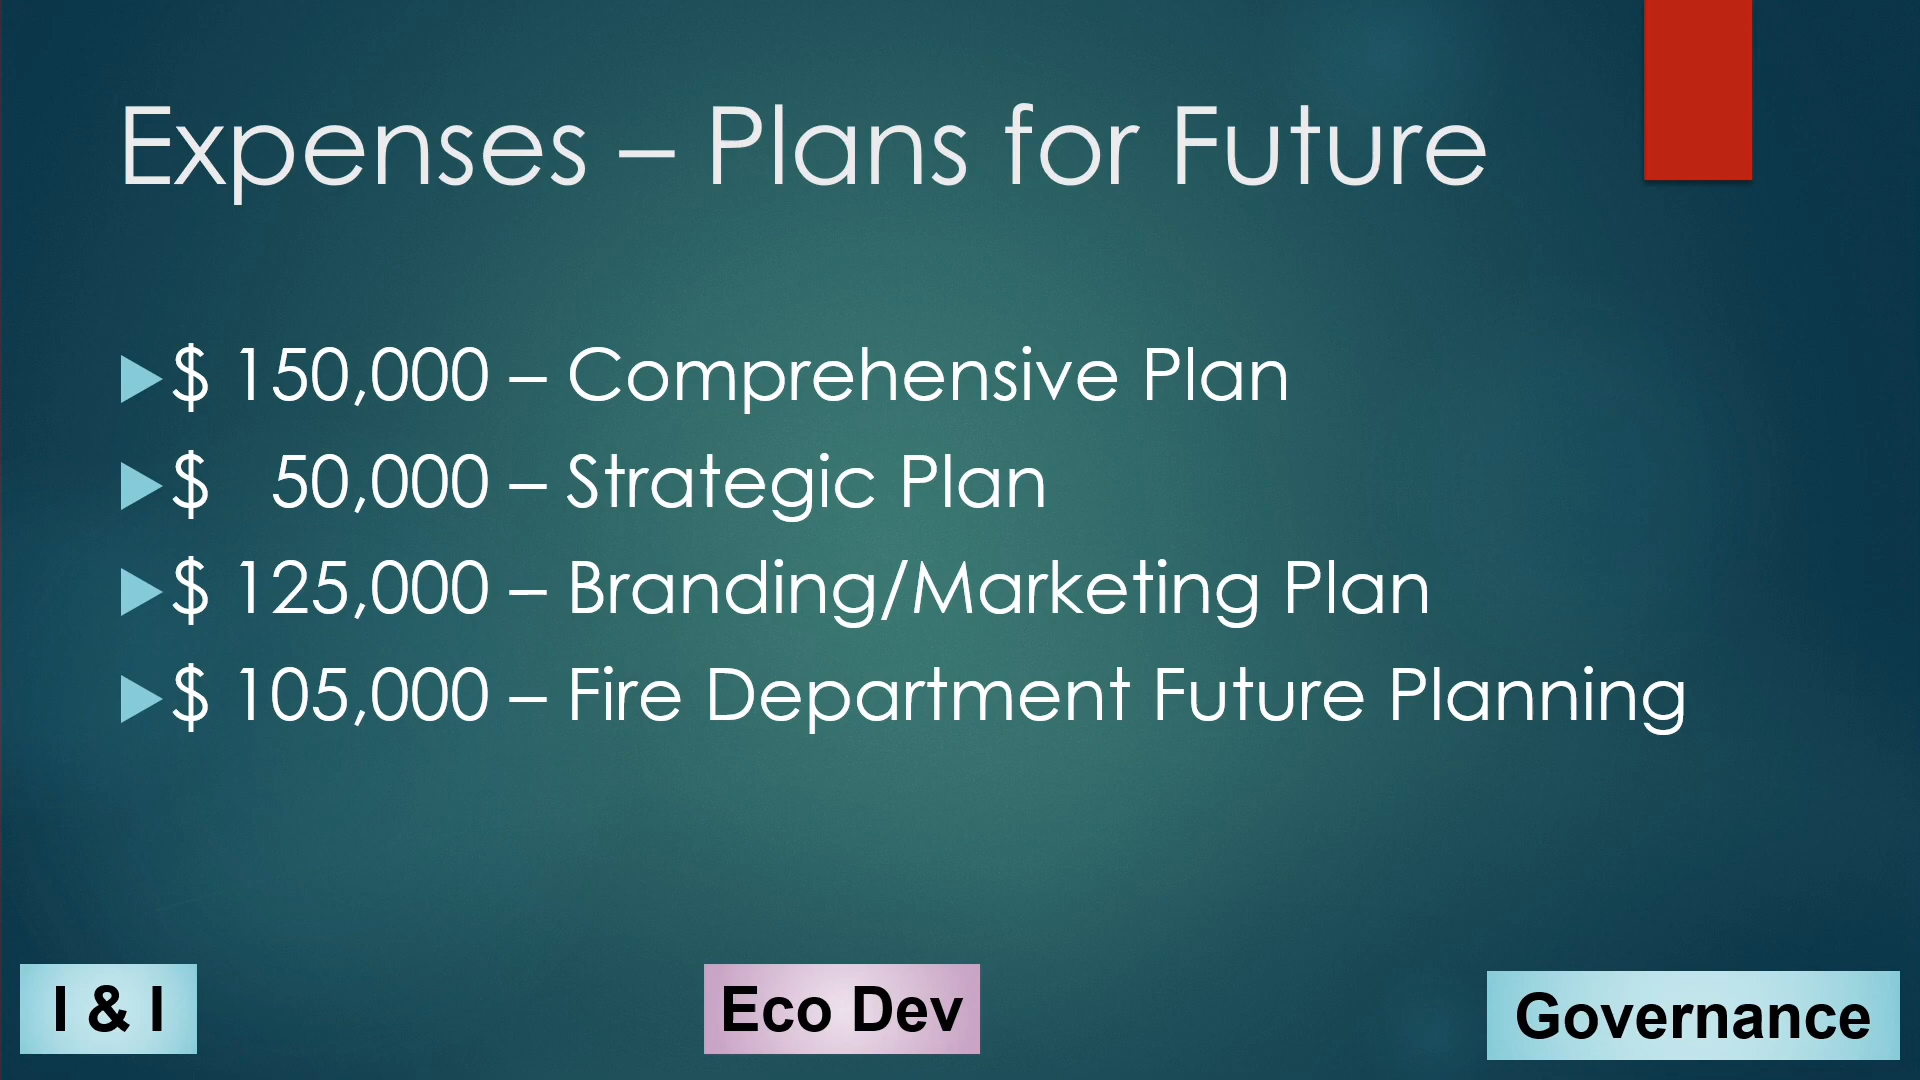 Expenses – Plans for Future
$ 150,000 – Comprehensive Plan
$ 50,000 – Strategic Plan
$ 125,000 – Branding/Marketing Plan
$ 105,000 – Fire Department Future Planning
I & I
Eco Dev
Governance